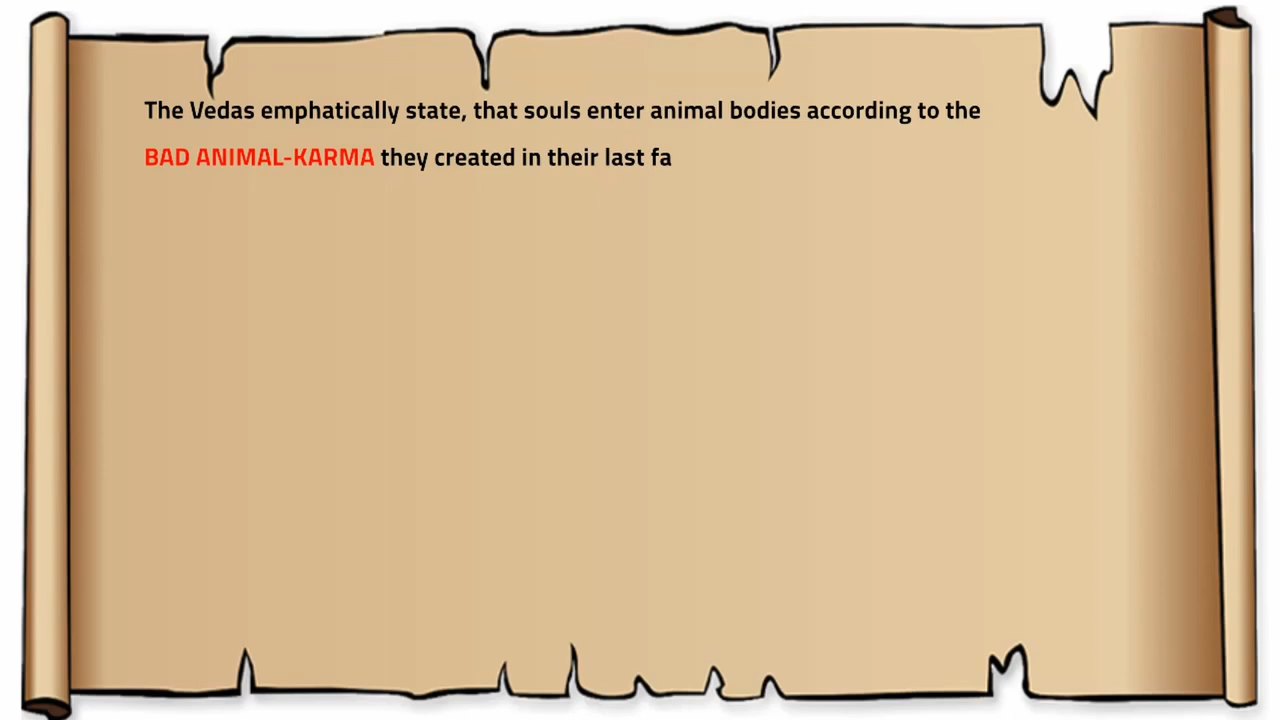 The Vedas emphatically state, that souls enter animal bodies according to the
BAD ANIMAL-KARMA they created in their last fa